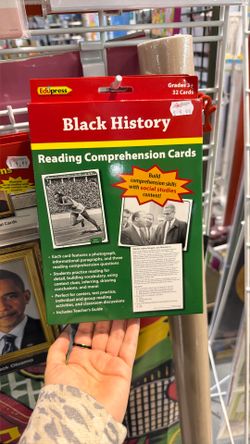 Edupress
Grades 3+
32 Cards
Black History
Reading Comprehension Cards
Build
comprehension skills
with social studies
content!
• Each card features a photograph,
informational paragraphs, and three
reading comprehension questions
• Students practice reading for
detail, building vocabulary, using
context clues, inferring, drawing
conclusions, and more!
• Perfect for centers, test practice,
individual and group reading
activities, and classroom discussions
• Includes Teacher's Guide